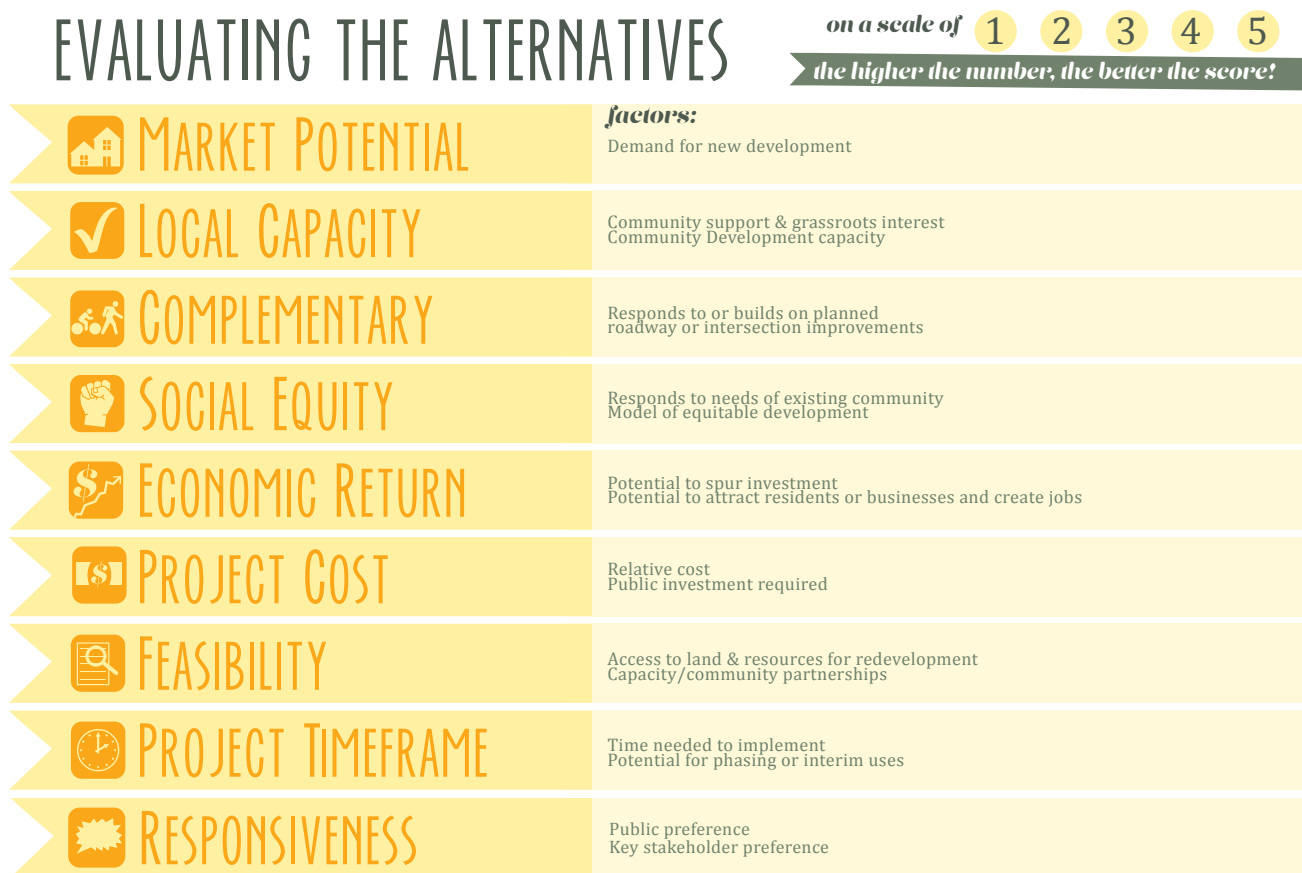 EVALUATING THE ALTERNATIVES
on a scale of 1 2 3 4 5
the higher the number, the better the score!
MARKET POTENTIAL
factors:
Demand for new development
LOCAL CAPACITY
Community support & grassroots interest
Community Development capacity
COMPLEMENTARY
Responds to or builds on planned
roadway or intersection improvements
SOCIAL EQUITY
Responds to needs of existing community
Model of equitable development
ECONOMIC RETURN
Potential to spur investment
Potential to attract residents or businesses and create jobs
PROJECT COST
Relative cost
Public investment required
FEASIBILITY
Access to land & resources for redevelopment
Capacity/community partnerships
PROJECT TIMEFRAME
Time needed to implement
Potential for phasing or interim uses
RESPONSIVENESS
Public preference
Key stakeholder preference